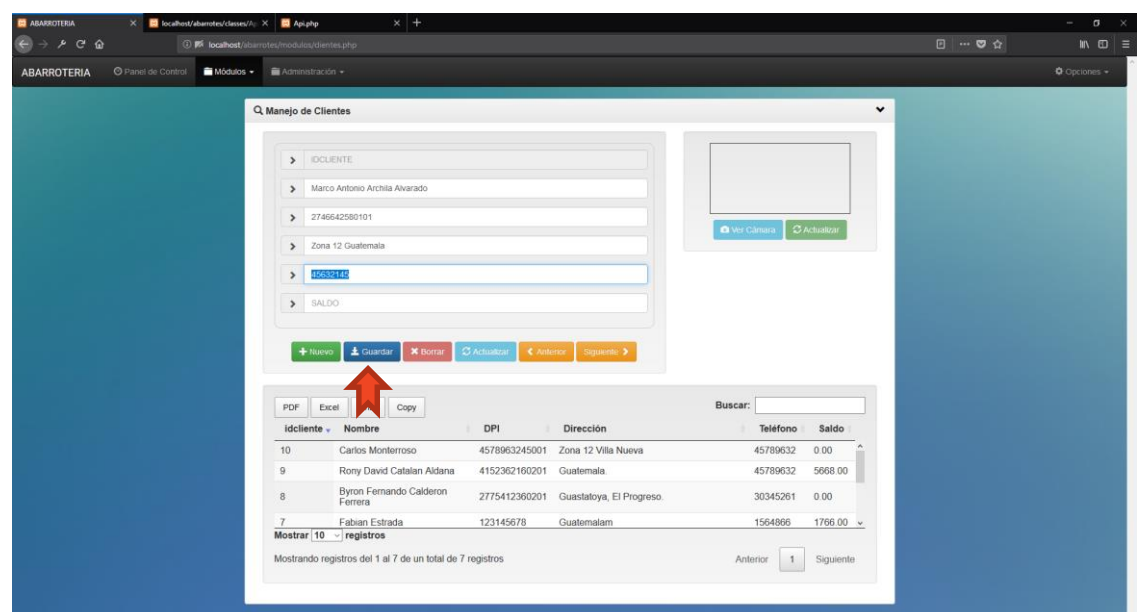 ABARROTERIA
localhost/abarrotes/classes/Ap
Api.php
localhost/abarrotes/modulos/clientes.php
ABARROTERIA Panel de Control Módulos Administración Opciones
Manejo de Clientes
IDCLIENTE
Marco Antonio Archila Alvarado
2746642580101
Zona 12 Guatemala
45632145
SALDO
Ver Cámara Actualizar
Nuevo Guardar Borrar Actualizar Anterior Siguiente
PDF Excel Copy Buscar:
idcliente Nombre DPI Dirección Teléfono Saldo
10 Carlos Monterroso 4578963245001 Zona 12 Villa Nueva 45789632 0.00
9 Rony David Catalan Aldana 4152362160201 Guatemala. 45789632 5668.00
8 Byron Fernando Calderon Ferrera 2775412360201 Guastatoya, El Progreso. 30345261 0.00
7 Fabian Estrada 123145678 Guatemalam 1564866 1766.00
Mostrar 10 registros
Mostrando registros del 1 al 7 de un total de 7 registros Anterior 1 Siguiente